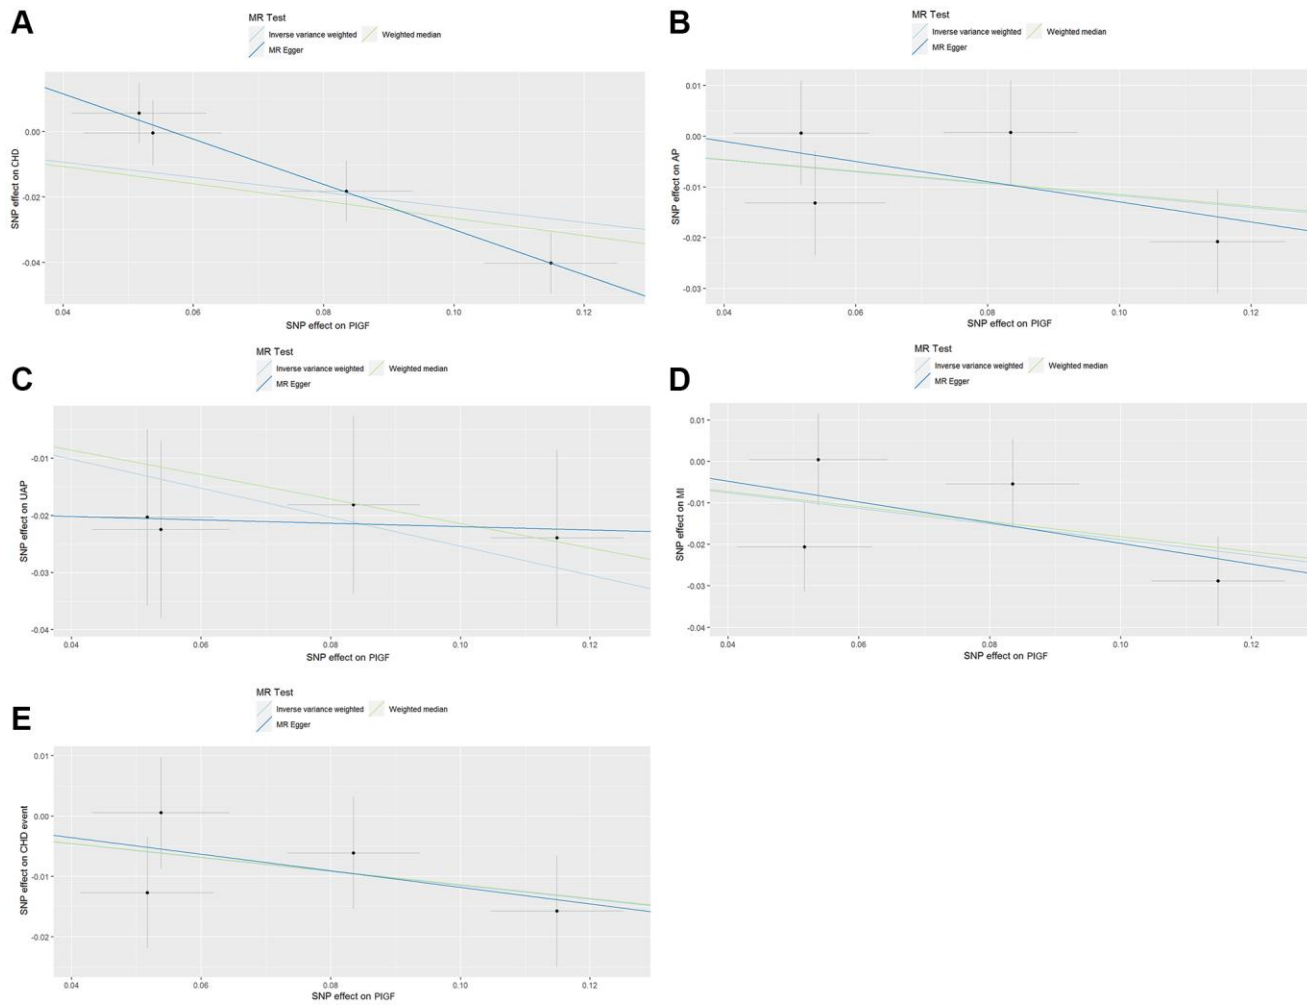 A
MR Test
Inverse variance weighted
Weighted median
MR Egger
0.00
-0.02
-0.04
SNP effect on CHD
0.04 0.06 0.08 0.10 0.12
SNP effect on PIGF
B
MR Test
Inverse variance weighted
Weighted median
MR Egger
0.01
0.00
-0.01
-0.02
-0.03
SNP effect on AP
0.04 0.06 0.08 0.10 0.12
SNP effect on PIGF
C
MR Test
Inverse variance weighted
Weighted median
MR Egger
-0.01
-0.02
-0.03
-0.04
SNP effect on UAP
0.04 0.06 0.08 0.10 0.12
SNP effect on PIGF
D
MR Test
Inverse variance weighted
Weighted median
MR Egger
0.01
0.00
-0.01
-0.02
-0.03
-0.04
SNP effect on MI
0.04 0.06 0.08 0.10 0.12
SNP effect on PIGF
E
MR Test
Inverse variance weighted
Weighted median
MR Egger
0.01
0.00
-0.01
-0.02
SNP effect on CHD event
0.04 0.06 0.08 0.10 0.12
SNP effect on PIGF